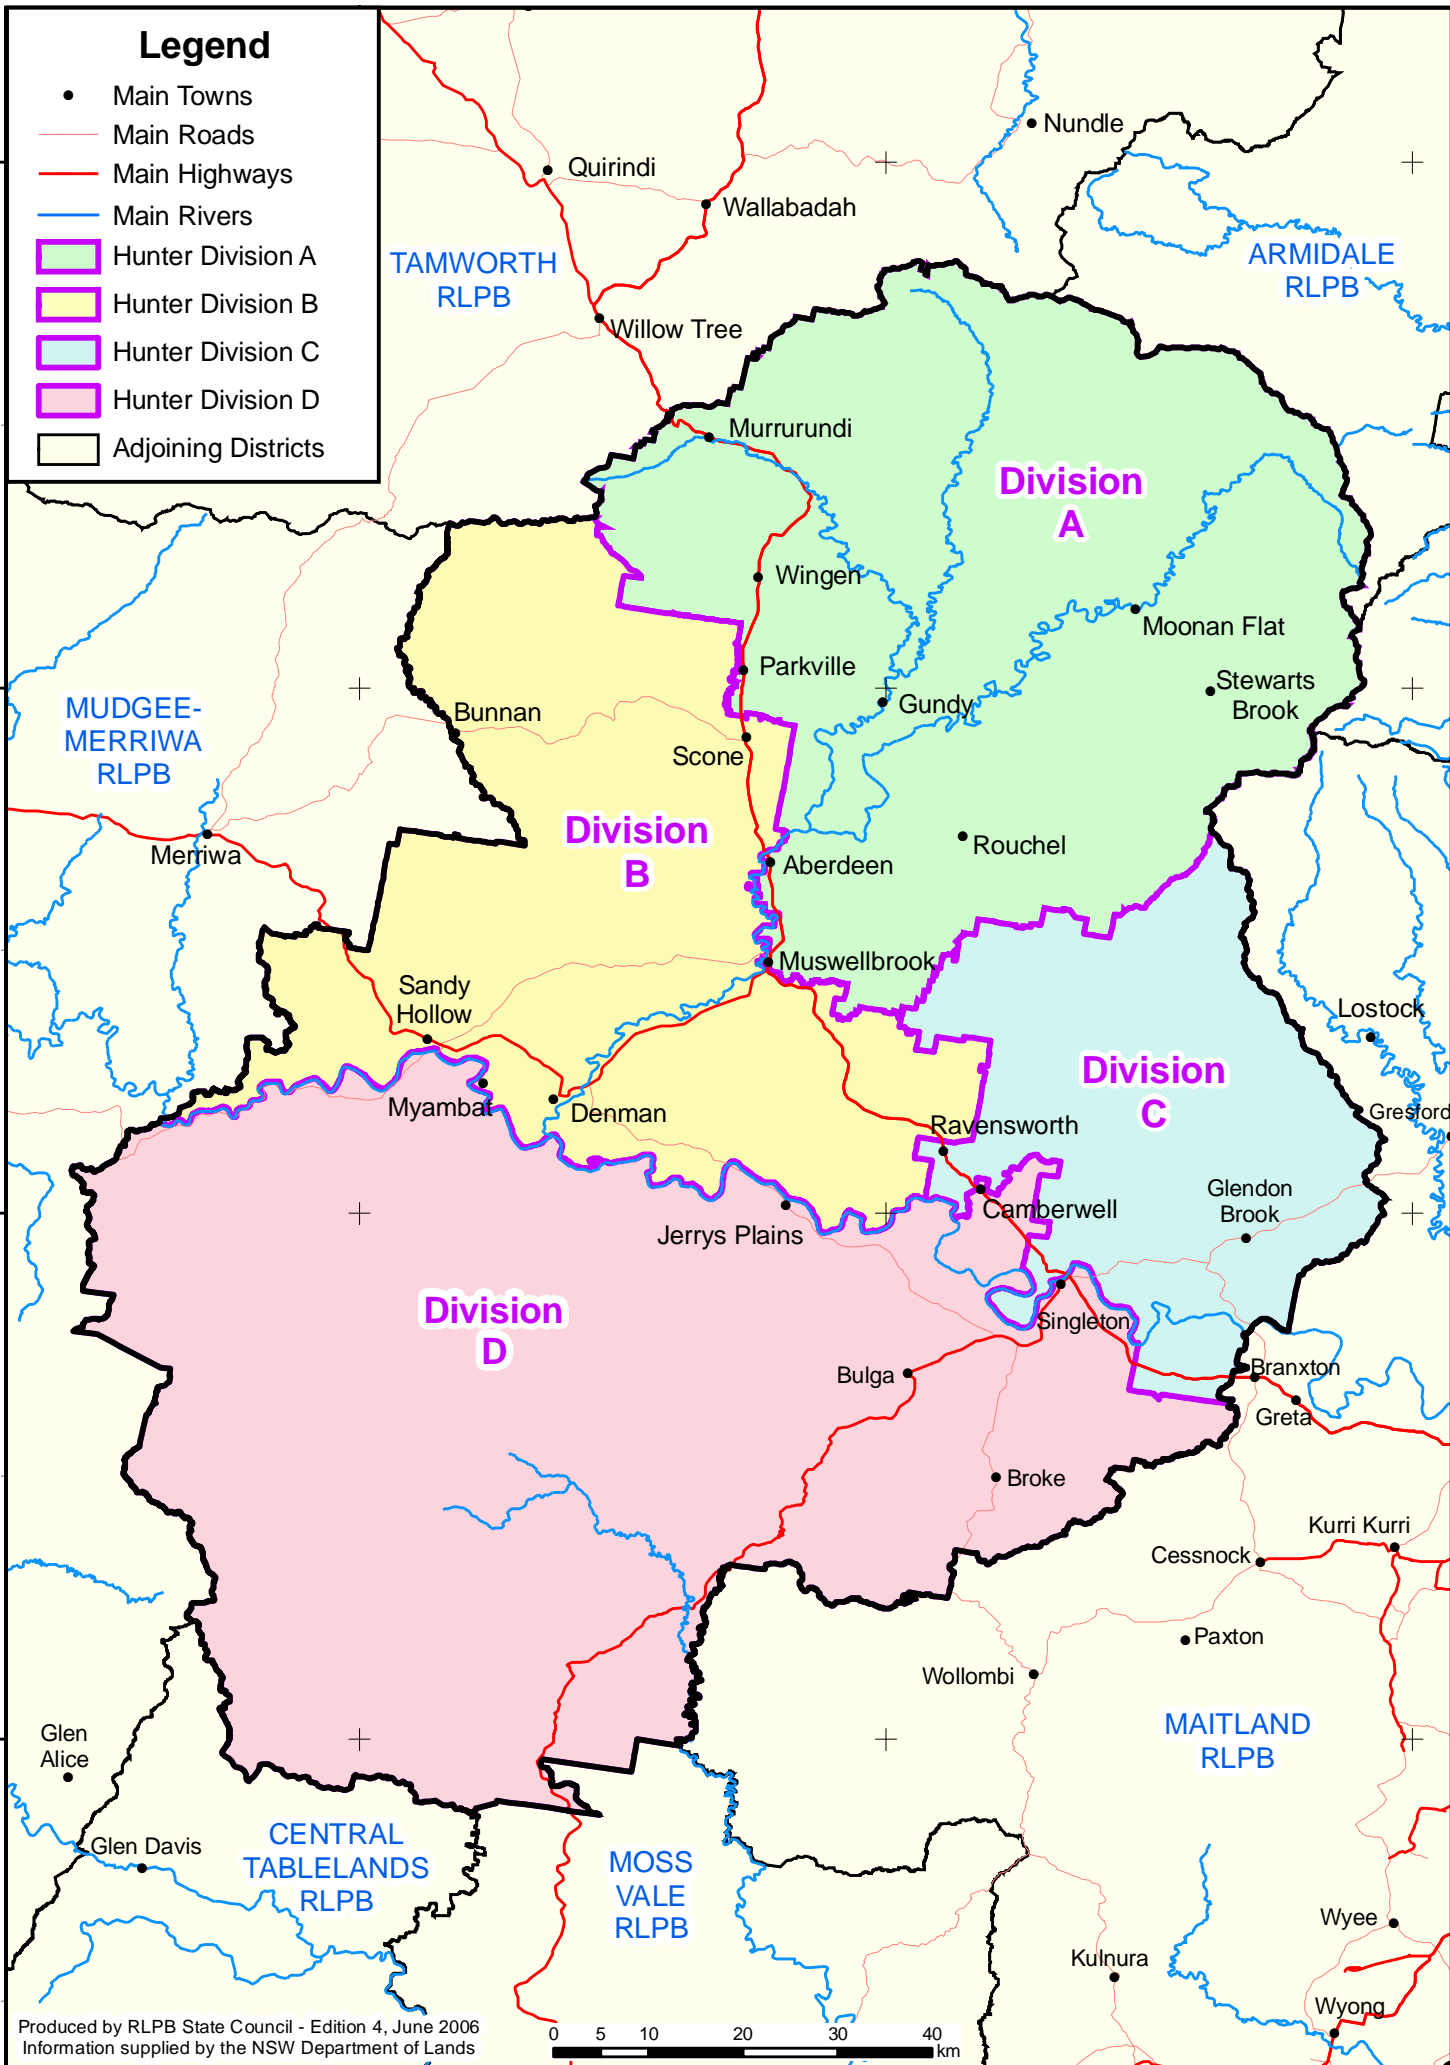 Legend
Main Towns
Main Roads
Main Highways
Main Rivers
Hunter Division A
Hunter Division B
Hunter Division C
Hunter Division D
Adjoining Districts
Nundle
Quirindi
Wallabadah
TAMWORTH
RLPB
ARMIDALE
RLPB
Willow Tree
Murrurundi
Division
A
Wingen
Moonan Flat
Parkville
Stewarts
Brook
Gundy
MUDGEE-
MERRIWA
RLPB
Bunnan
Scone
Division
B
Merriwa
Aberdeen
Rouchel
Muswellbrook
Sandy
Hollow
Lostock
Division
C
Myambat
Denman
Gresford
Ravensworth
Camberwell
Glendon
Brook
Jerrys Plains
Division
D
Singleton
Bulga
Branxton
Greta
Broke
Kurri Kurri
Cessnock
Paxton
Wollombi
MAITLAND
RLPB
Glen
Alice
Glen Davis
CENTRAL
TABLELANDS
RLPB
MOSS
VALE
RLPB
Wyee
Kulnura
Wyong
Produced by RLPB State Council - Edition 4, June 2006
Information supplied by the NSW Department of Lands
0 5 10 20 30 40
km